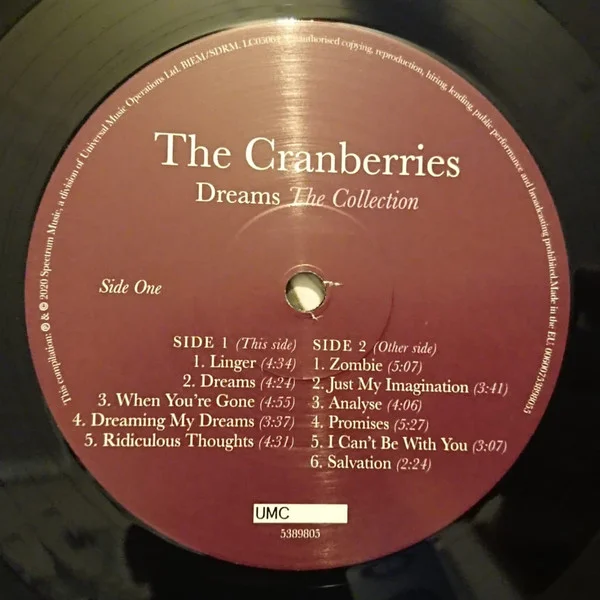 This compilation: ℗ & © 2020 Spectrum Music, a division of Universal Music Operations Ltd. BIEM/SDRM. LC03064. Unauthorised copying, reproduction, hiring, lending, public performance and broadcasting prohibited.Made in the EU. 00600753898055
The Cranberries
Dreams The Collection
Side One
SIDE 1 (This side)
1. Linger (4:34)
2. Dreams (4:24)
3. When You're Gone (4:55)
4. Dreaming My Dreams (3:37)
5. Ridiculous Thoughts (4:31)
SIDE 2 (Other side)
1. Zombie (5:07)
2. Just My Imagination (3:41)
3. Analyse (4:06)
4. Promises (5:27)
5. I Can't Be With You (3:07)
6. Salvation (2:24)
UMC
5389805